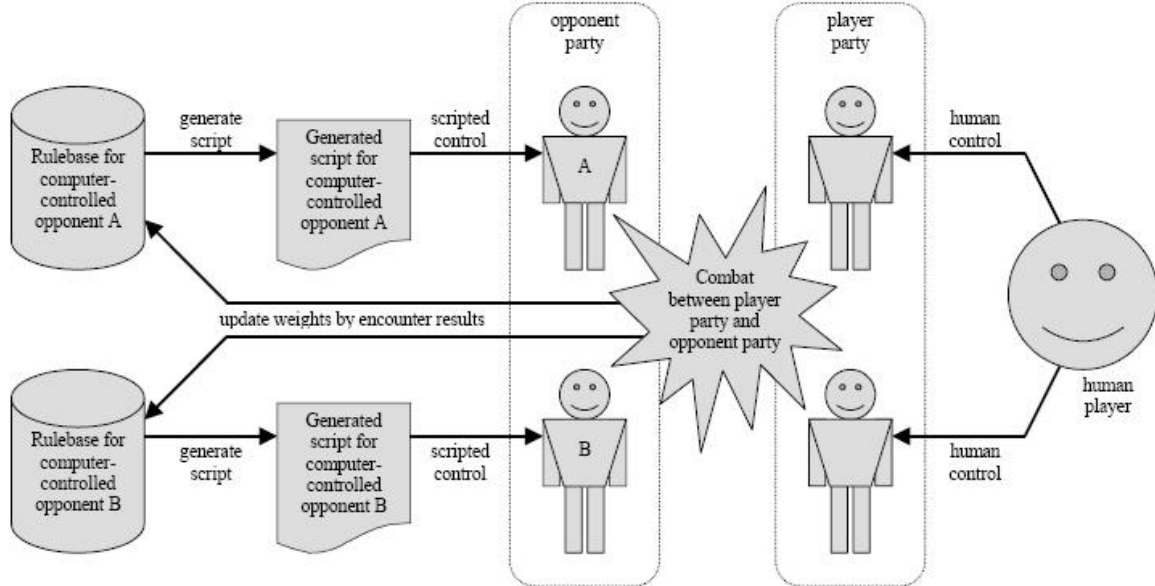 opponent
party
player
party
generate
script
scripted
control
human
control
Rulebase for
computer-
controlled
opponent A
Generated
script for
computer-
controlled
opponent A
A
Combat
between player
party and
opponent party
update weights by encounter results
human
player
Rulebase for
computer-
controlled
opponent B
generate
script
Generated
script for
computer-
controlled
opponent B
scripted
control
B
human
control